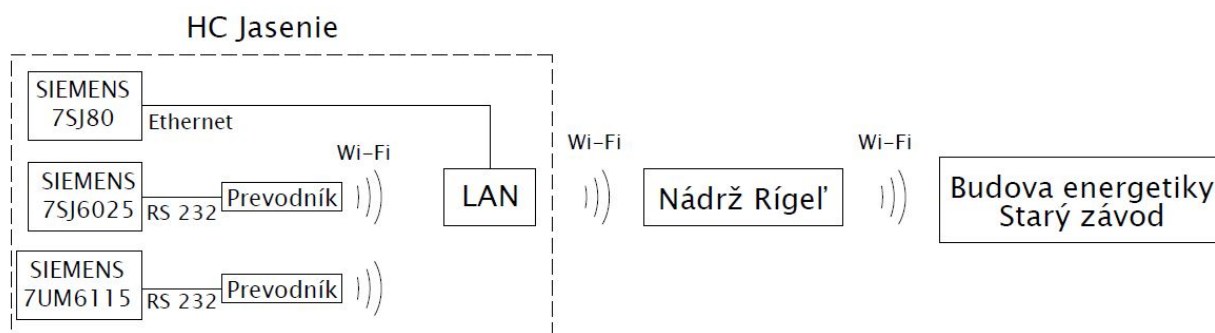 HC Jasenie
SIEMENS
7SJ80
Ethernet
Wi-Fi
SIEMENS
7SJ6025
RS 232
Prevodník
LAN
SIEMENS
7UM6115
RS 232
Prevodník
Wi-Fi
Nádrž Rígeľ
Wi-Fi
Budova energetiky
Starý závod